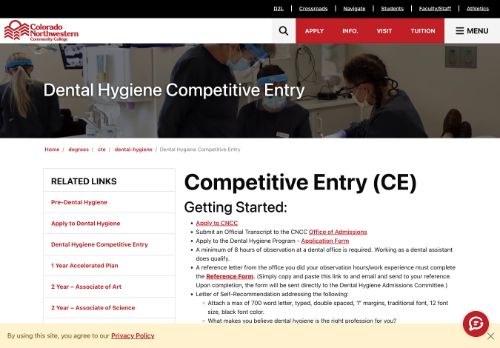 D2L | Crossroads | Navigate | Students | Faculty/Staff | Athletics
Colorado
Northwestern
Community College
APPLY INFO. VISIT TUITION MENU
Dental Hygiene Competitive Entry
Home / degrees / cte / dental-hygiene / Dental Hygiene Competitive Entry
RELATED LINKS
Pre-Dental Hygiene
Apply to Dental Hygiene
Dental Hygiene Competitive Entry
1 Year Accelerated Plan
2 Year – Associate of Art
2 Year – Associate of Science
Competitive Entry (CE)
Getting Started:
• Apply to CNCC
• Submit an Official Transcript to the CNCC Office of Admissions
• Apply to the Dental Hygiene Program - Application Form
• A minimum of 8 hours of observation at a dental office is required. Working as a dental assistant
does qualify.
• A reference letter from the office you did your observation hours/work experience must complete
the Reference Form. (Simply copy and paste this link to and email and send to your reference.
Upon completion, the form will be sent directly to the Dental Hygiene Admissions Committee.)
• Letter of Self-Recommendation addressing the following:
– Attach a max of 700 word letter, typed, double spaced, 1" margins, traditional font, 12 font
size, black font color.
– What makes you believe dental hygiene is the right profession for you?
By using this site, you agree to our Privacy Policy